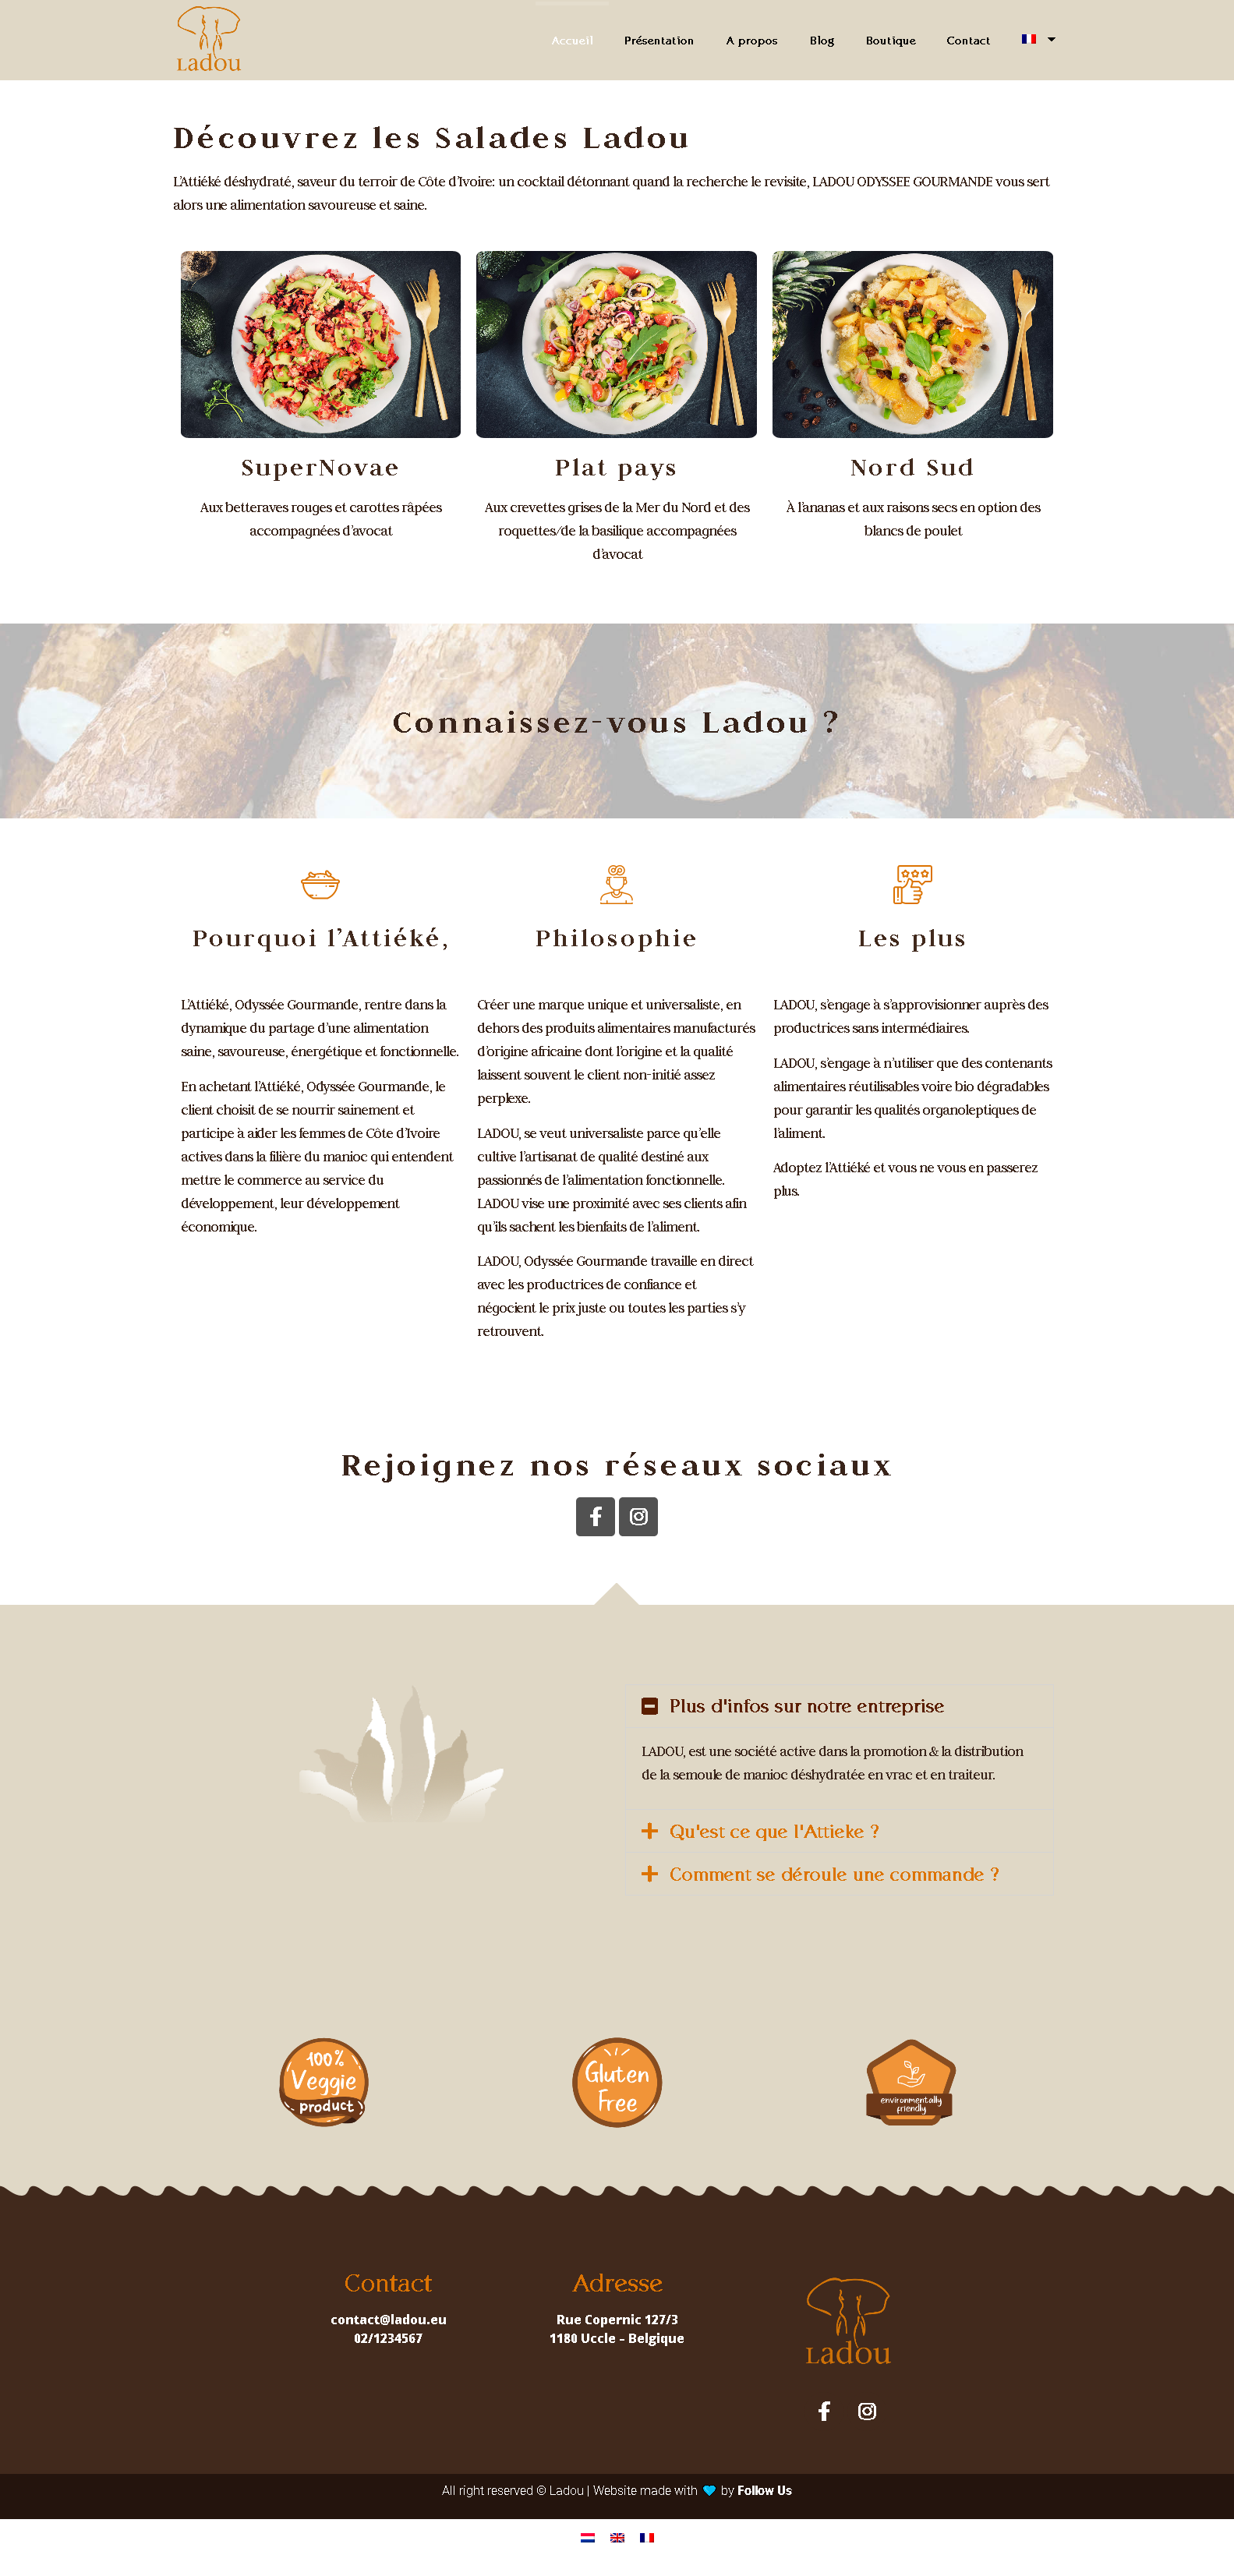 Ladou
Accueil Présentation A propos Blog Boutique Contact
Découvrez les Salades Ladou
L'Attiéké déshydraté, saveur du terroir de Côte d'Ivoire: un cocktail détonnant quand la recherche le revisite, LADOU ODYSSEE GOURMANDE vous sert
alors une alimentation savoureuse et saine.
SuperNovae
Aux betteraves rouges et carottes râpées
accompagnées d'avocat
Plat pays
Aux crevettes grises de la Mer du Nord et des
roquettes/de la basilique accompagnées
d'avocat
Nord Sud
À l'ananas et aux raisons secs en option des
blancs de poulet
Connaissez-vous Ladou ?
Pourquoi l'Attiéké,
L'Attiéké, Odyssée Gourmande, rentre dans la
dynamique du partage d'une alimentation
saine, savoureuse, énergétique et fonctionnelle.
En achetant l'Attiéké, Odyssée Gourmande, le
client choisit de se nourrir sainement et
participe à aider les femmes de Côte d'Ivoire
actives dans la filière du manioc qui entendent
mettre le commerce au service du
développement, leur développement
économique.
Philosophie
Créer une marque unique et universaliste, en
dehors des produits alimentaires manufacturés
d'origine africaine dont l'origine et la qualité
laissent souvent le client non-initié assez
perplexe.
LADOU, se veut universaliste parce qu'elle
cultive l'artisanat de qualité destiné aux
passionnés de l'alimentation fonctionnelle.
LADOU vise une proximité avec ses clients afin
qu'ils sachent les bienfaits de l'aliment.
LADOU, Odyssée Gourmande travaille en direct
avec les productrices de confiance et
négocient le prix juste ou toutes les parties s'y
retrouvent.
Les plus
LADOU, s'engage à s'approvisionner auprès des
productrices sans intermédiaires.
LADOU, s'engage à n'utiliser que des contenants
alimentaires réutilisables voire bio dégradables
pour garantir les qualités organoleptiques de
l'aliment.
Adoptez l'Attiéké et vous ne vous en passerez
plus.
Rejoignez nos réseaux sociaux
Plus d'infos sur notre entreprise
LADOU, est une société active dans la promotion & la distribution
de la semoule de manioc déshydratée en vrac et en traiteur.
Qu'est ce que l'Attieke ?
Comment se déroule une commande ?
100%
Veggie
product
Gluten
Free
environmentally
friendly
Contact
contact@ladou.eu
02/1234567
Adresse
Rue Copernic 127/3
1180 Uccle – Belgique
Ladou
All right reserved © Ladou | Website made with by Follow Us